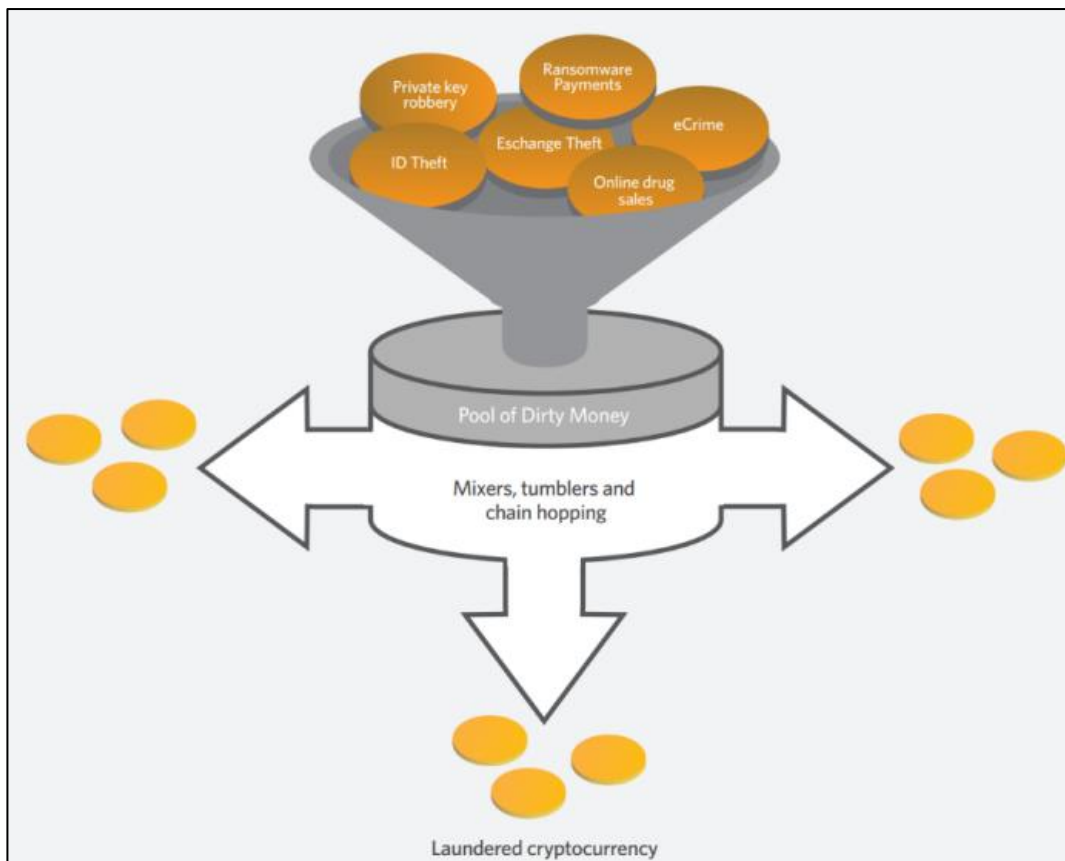 Ransomware
Payments
Private key
robbery
eCrime
Eschange Theft
ID Theft
Online drug
sales
Pool of Dirty Money
Mixers, tumblers and
chain hopping
Laundered cryptocurrency